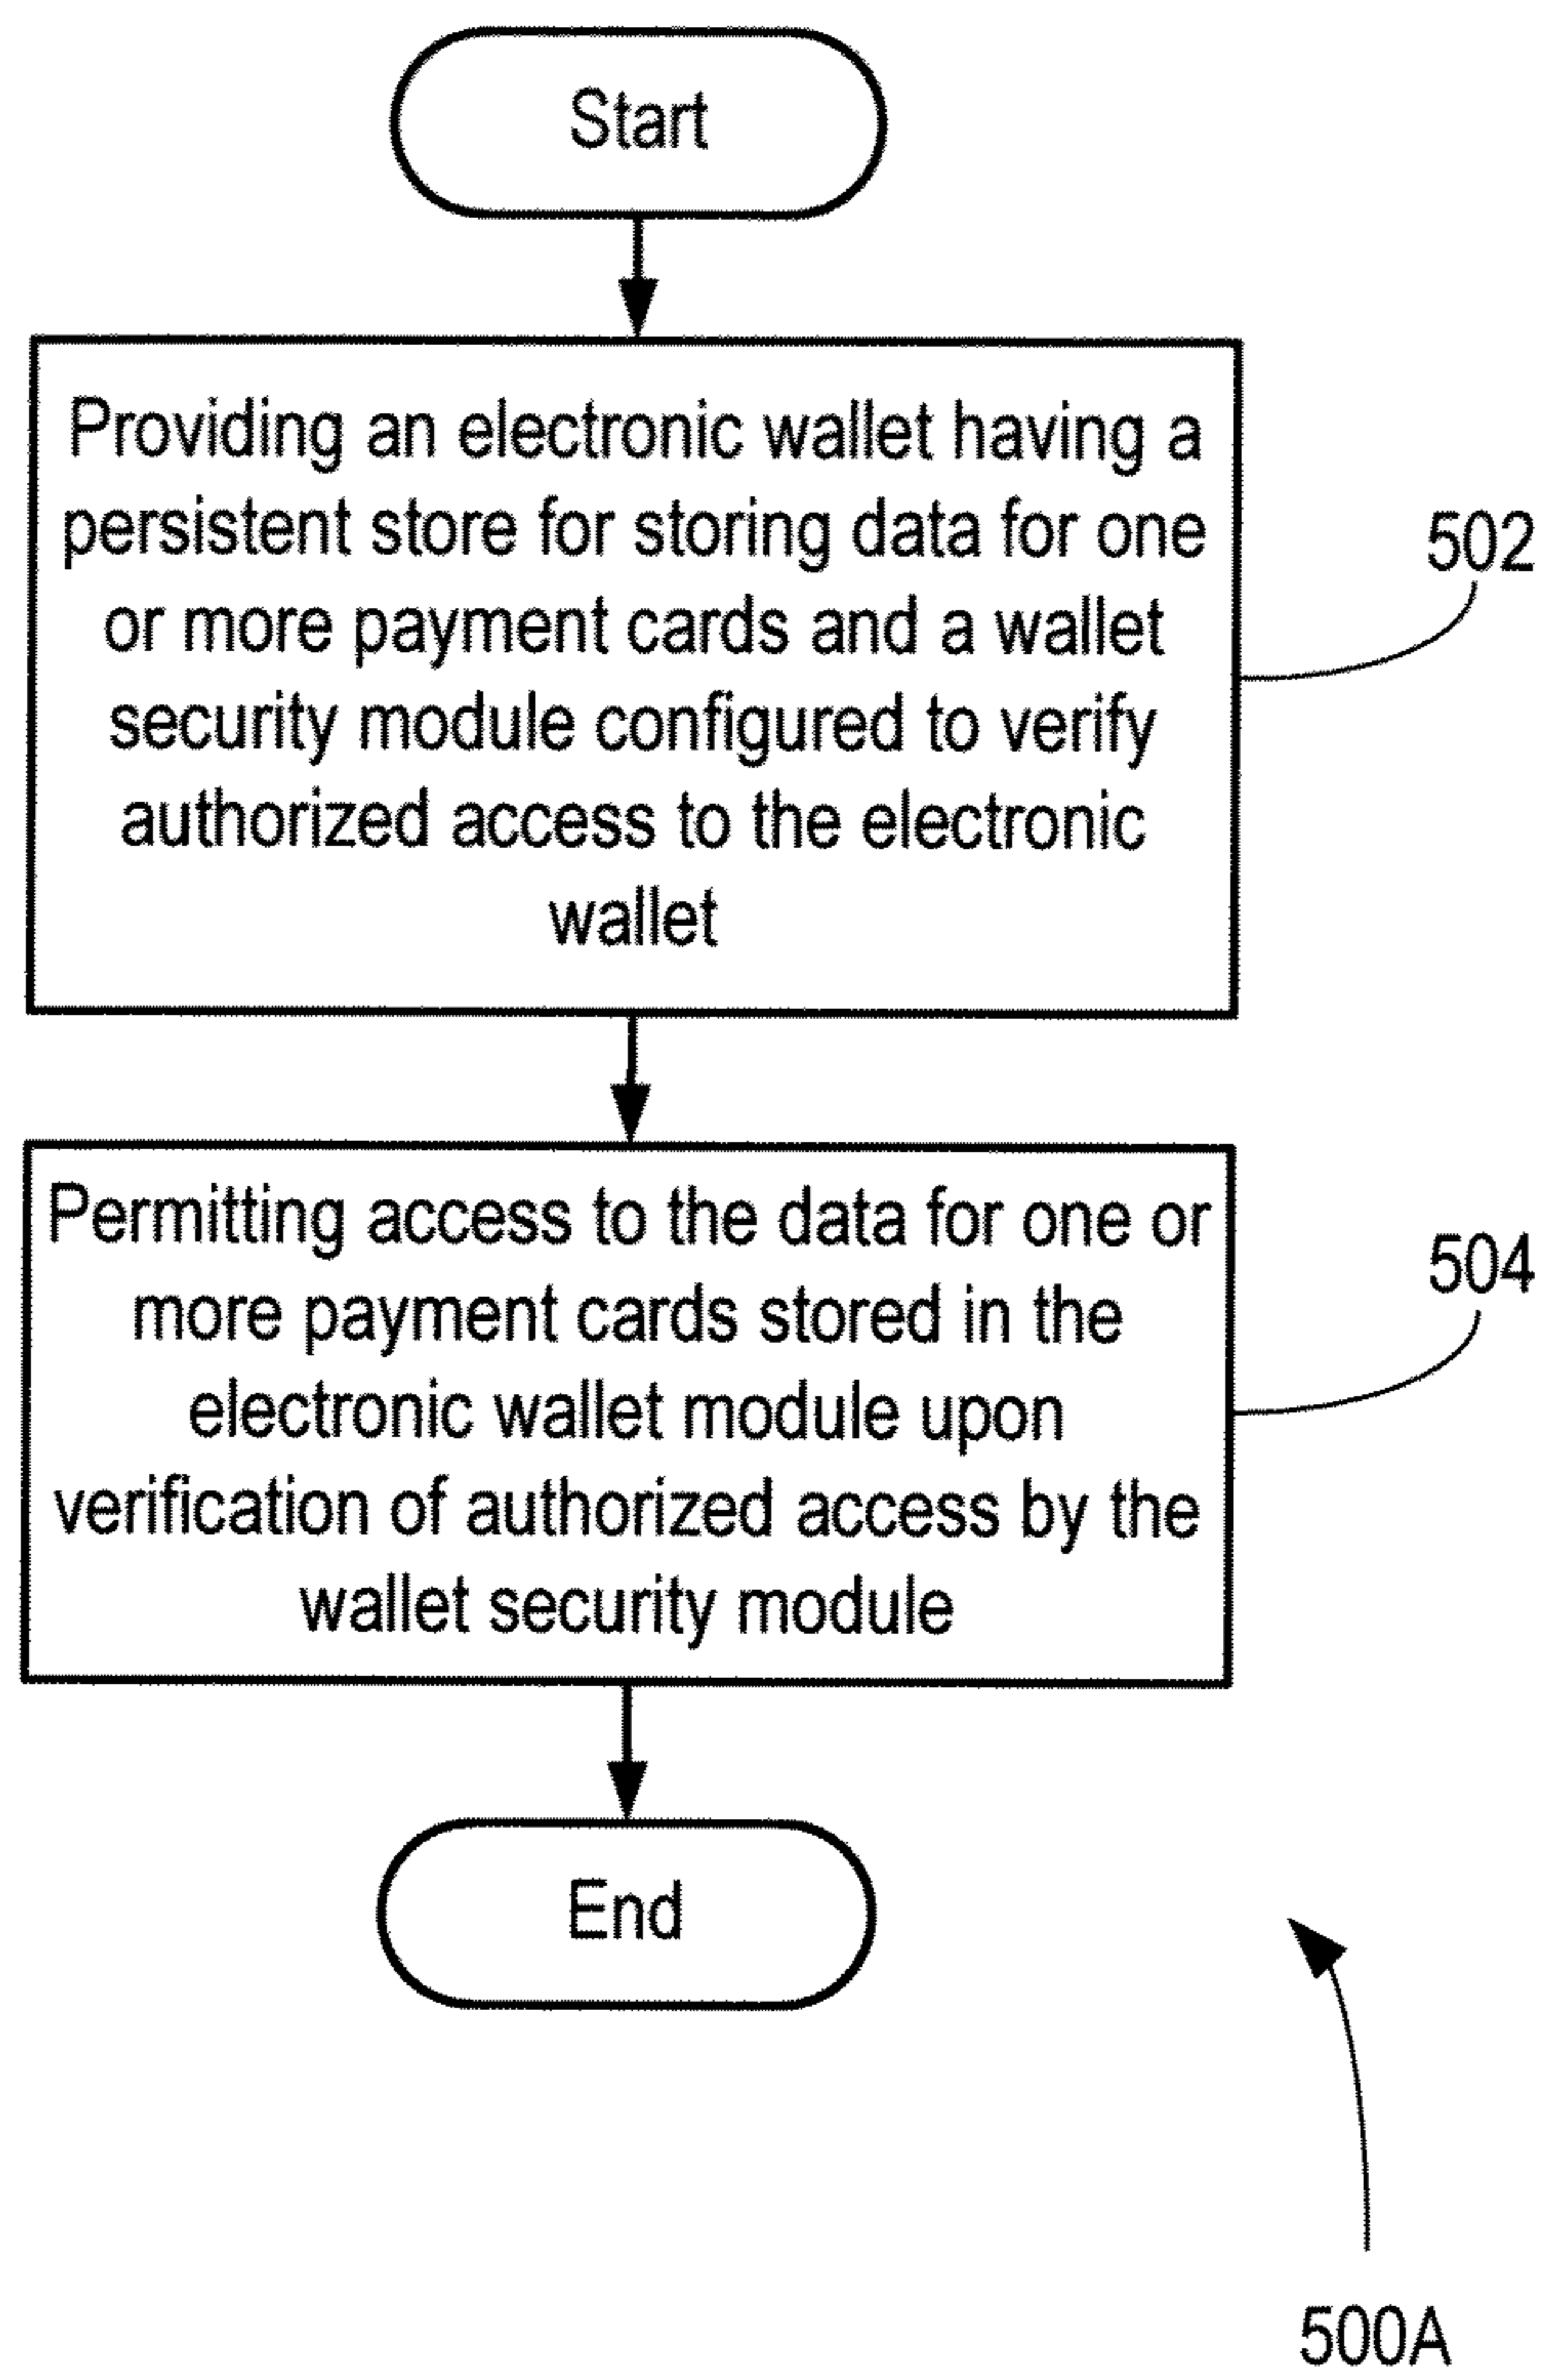 Start
Providing an electronic wallet having a
persistent store for storing data for one
or more payment cards and a wallet
security module configured to verify
authorized access to the electronic
wallet
502
Permitting access to the data for one or
more payment cards stored in the
electronic wallet module upon
verification of authorized access by the
wallet security module
504
End
500A